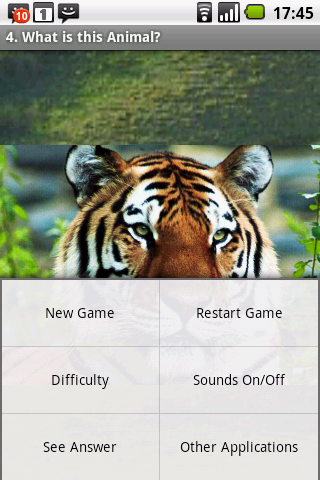 10 1 17:45
4. What is this Animal?
New Game Restart Game
Difficulty Sounds On/Off
See Answer Other Applications